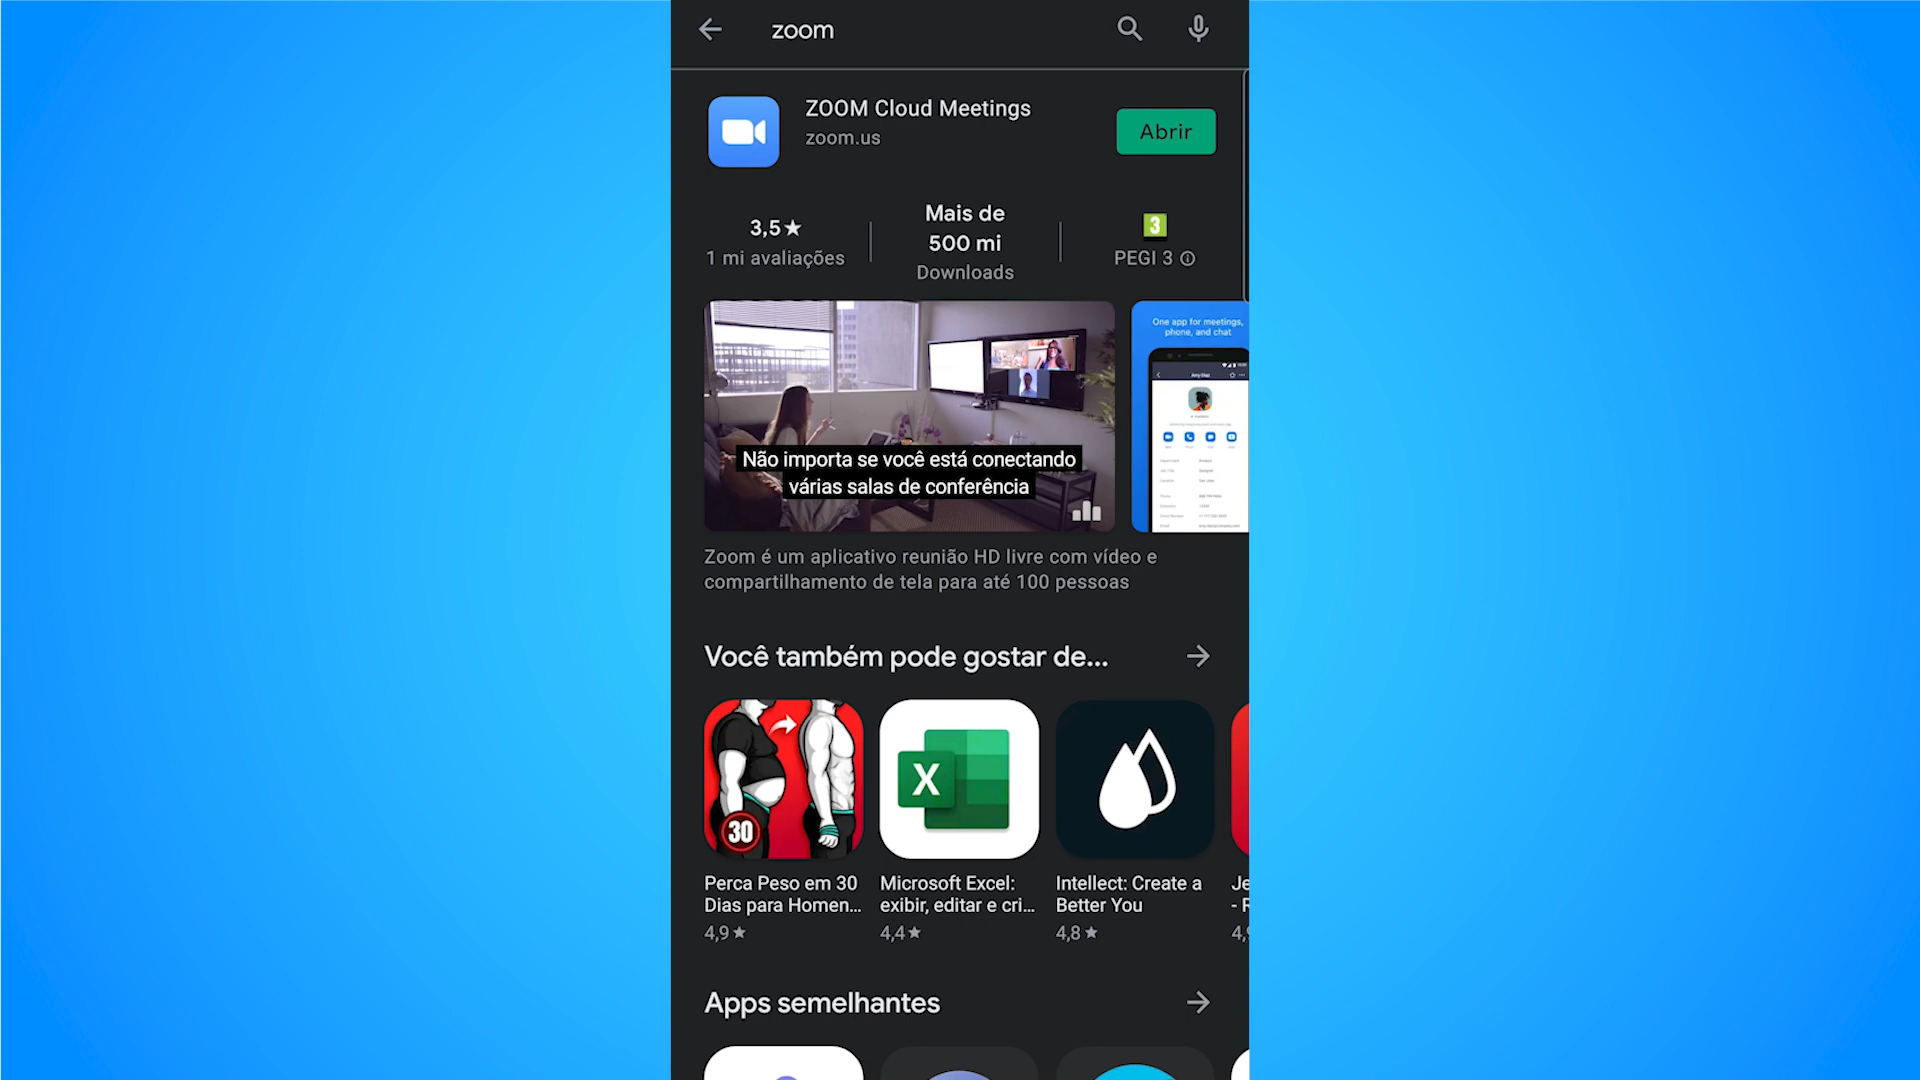 zoom
ZOOM Cloud Meetings
zoom.us
Abrir
3,5★
1 mi avaliações
Mais de
500 mi
Downloads
3
PEGI 3
Não importa se você está conectando
várias salas de conferência
One app for meetings,
phone, and chat
Zoom é um aplicativo reunião HD livre com vídeo e
compartilhamento de tela para até 100 pessoas
Você também pode gostar de...
30
X
Perca Peso em 30
Dias para Homen...
4,9★
Microsoft Excel:
exibir, editar e cri...
4,4★
Intellect: Create a
Better You
4,8★
Je
- F
4,9
Apps semelhantes